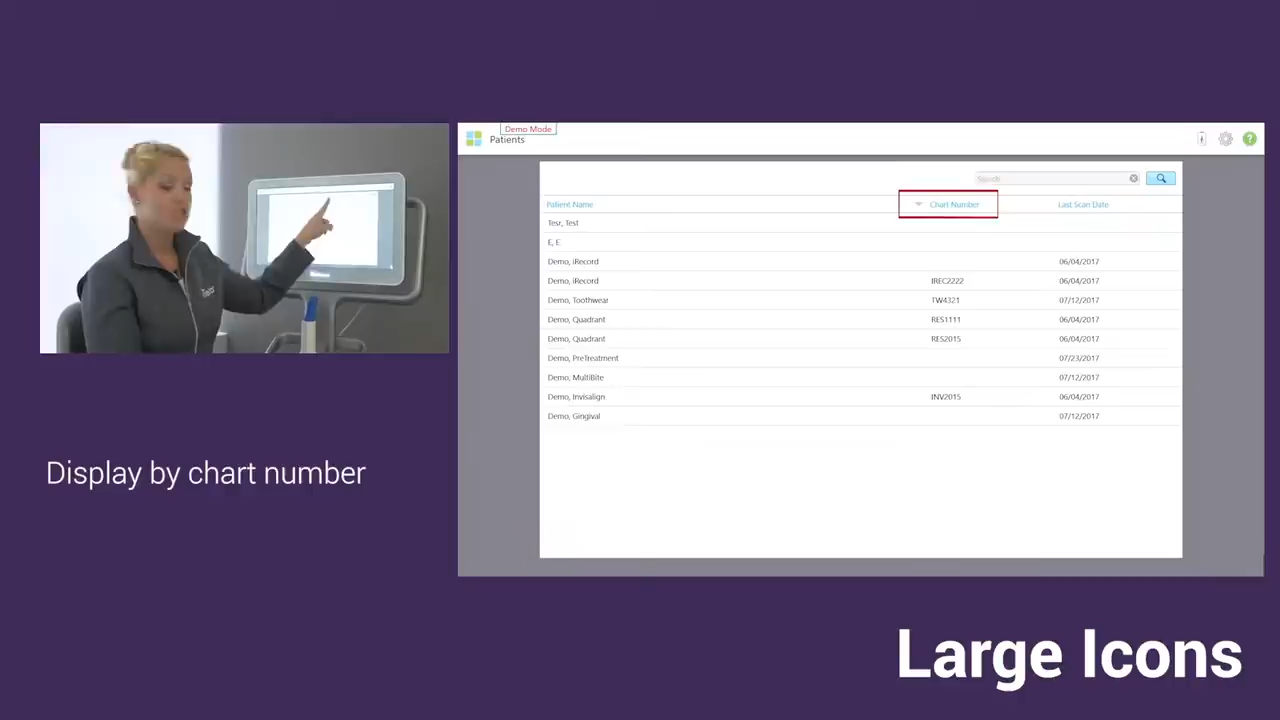 Demo Mode
Patients
?
Search
Patient Name Chart Number Last Scan Date
Tesr, Test
E, E
Demo, iRecord 06/04/2017
Demo, iRecord IREC2222 06/04/2017
Demo, Toothwear TW4321 07/12/2017
Demo, Quadrant RES1111 06/04/2017
Demo, Quadrant RES2015 06/04/2017
Demo, PreTreatment 07/23/2017
Demo, MultiBite 07/12/2017
Demo, Invisalign INV2015 06/04/2017
Demo, Gingival 07/12/2017
Display by chart number
Large Icons